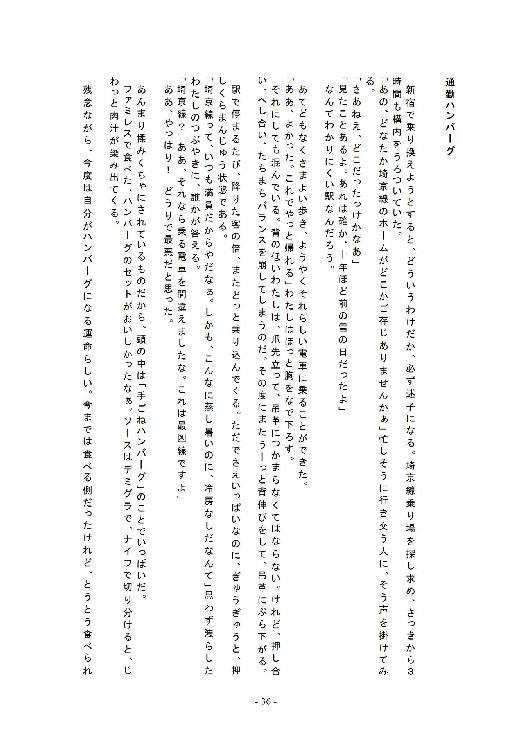 通勤ハンバーグ
新宿で乗り換えようとすると、どういうわけだか、必ず迷子になる。埼京線乗り場を探し求め、さっきから３
時間も構内をうろついていた。
「あの、どなたか埼京線のホームがどこかご存じありませんかぁ」忙しそうに行き交う人に、そう声を掛けてみ
る。
「さあねえ、どこだったっけかなあ」
「見たことあるよ。あれは確か、十年ほど前の雪の日だったよ」
なんてわかりにくい駅なんだろう。
あてどもなくさまよい歩き、ようやくそれらしい電車に乗ることができた。
「ああ、よかった。これでやっと帰れる」わたしはほっと胸をなで下ろす。
それにしても混んでいる。背の低いわたしは、爪先立って、吊革につかまらなくてはならない。けれど、押し合
い、へし合い、たちまちバランスを崩してしまうのだ。その度にまたうーっと背伸びをして、吊革にぶら下がる。
駅で停まるたび、降りた客の倍、またどっと乗り込んでくる。ただでさえいっぱいなのに、ぎゅうぎゅうと、押
しくらまんじゅう状態である。
「埼京線って、いつも満員だからやだなぁ。しかも、こんなに蒸し暑いのに、冷房なしだなんて」思わず洩らした
わたしのつぶやきに、誰かが答える。
「埼京線？　ああ、それなら乗る電車を間違えましたな。これは最凶線ですよ」
ああ、やっぱり！　どうりで最悪だと思った。
あんまり揉みくちゃにされているものだから、頭の中は「手ごねハンバーグ」のことでいっぱいだ。
ファミレスで食べた、ハンバーグのセットがおいしかったなぁ。ソースはデミグラで、ナイフで切り分けると、じ
わっと肉汁が染み出てくる。
残念ながら、今度は自分がハンバーグになる運命らしい。今までは食べる側だったけれど、とうとう食べられ
- 36 -